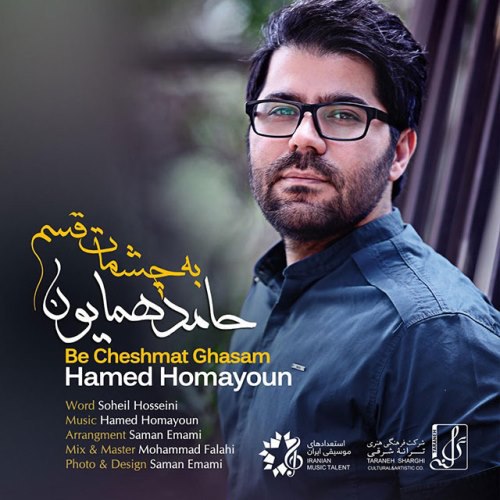 به چشمات قسم
حامد همایون
Be Cheshmat Ghasam
Hamed Homayoun
Word Soheil Hosseini
Music Hamed Homayoun
Arrangment Saman Emami
Mix & Master Mohammad Falahi
Photo & Design Saman Emami
استعدادهای
موسیقی ایران
IRANIAN
MUSIC TALENT
شرکت فرهنگی هنری
ترانه شرقی
TARANEH SHARGHI
CULTURAL&ARTISTIC CO.
TARANEH